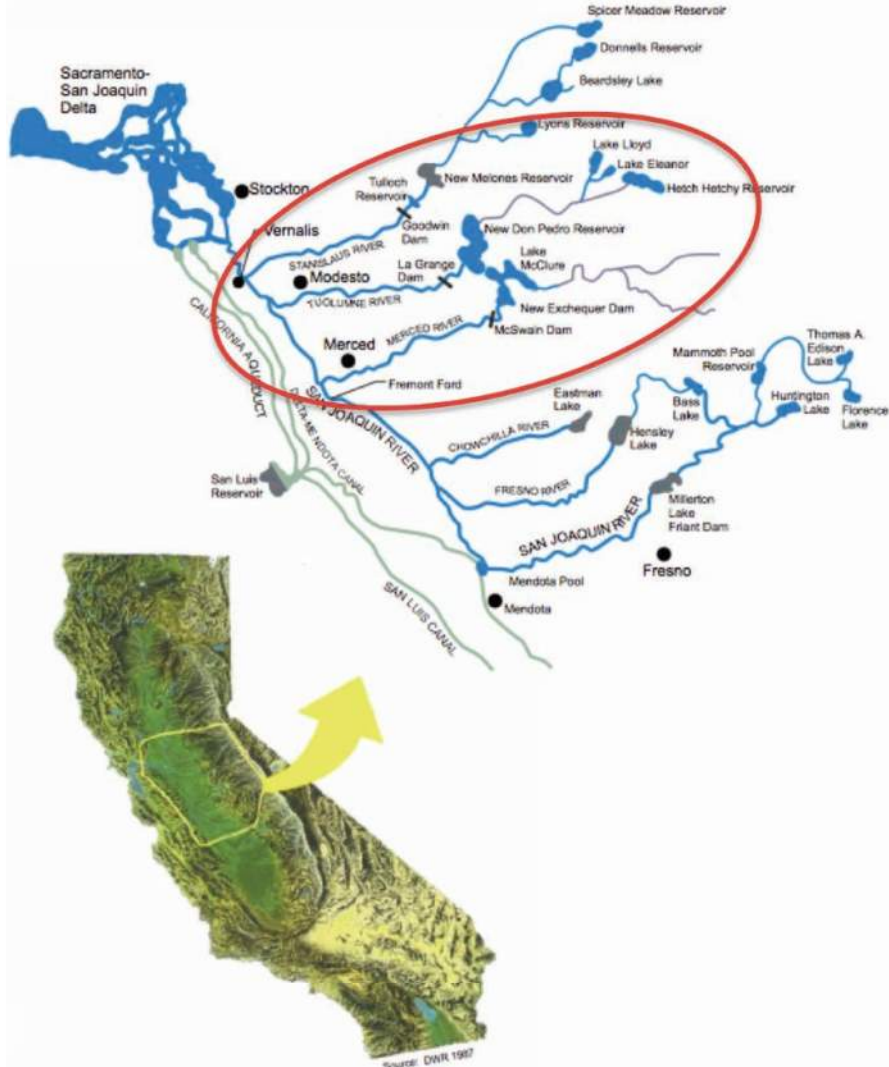 Spicer Meadow Reservoir
Donnells Reservoir
Beardsley Lake
Sacramento-
San Joaquin
Delta
Lyons Reservoir
Lake Lloyd
Lake Eleanor
Hetch Hetchy Reservoir
Stockton
Tulloch
Reservoir
New Melones Reservoir
Vernalis
Goodwin
Dam
New Don Pedro Reservoir
STANISLAUS RIVER
Lake
McClure
Modesto
La Grange
Dam
TUOLUMNE RIVER
New Exchequer Dam
CALIFORNIA AQUEDUCT
MERCED RIVER
McSwain Dam
Merced
Thomas A.
Edison
Lake
Mammoth Pool
Reservoir
Fremont Ford
Eastman
Lake
Bass
Lake
Huntington
Lake
Florence
Lake
SAN JOAQUIN RIVER
DELTA-MENDOTA CANAL
CHOWCHILLA RIVER
Hensley
Lake
San Luis
Reservoir
FRESNO RIVER
Millerton
Lake
Friant Dam
SAN JOAQUIN RIVER
Fresno
Mendota Pool
Mendota
SAN LUIS CANAL
Source: DWR 1987